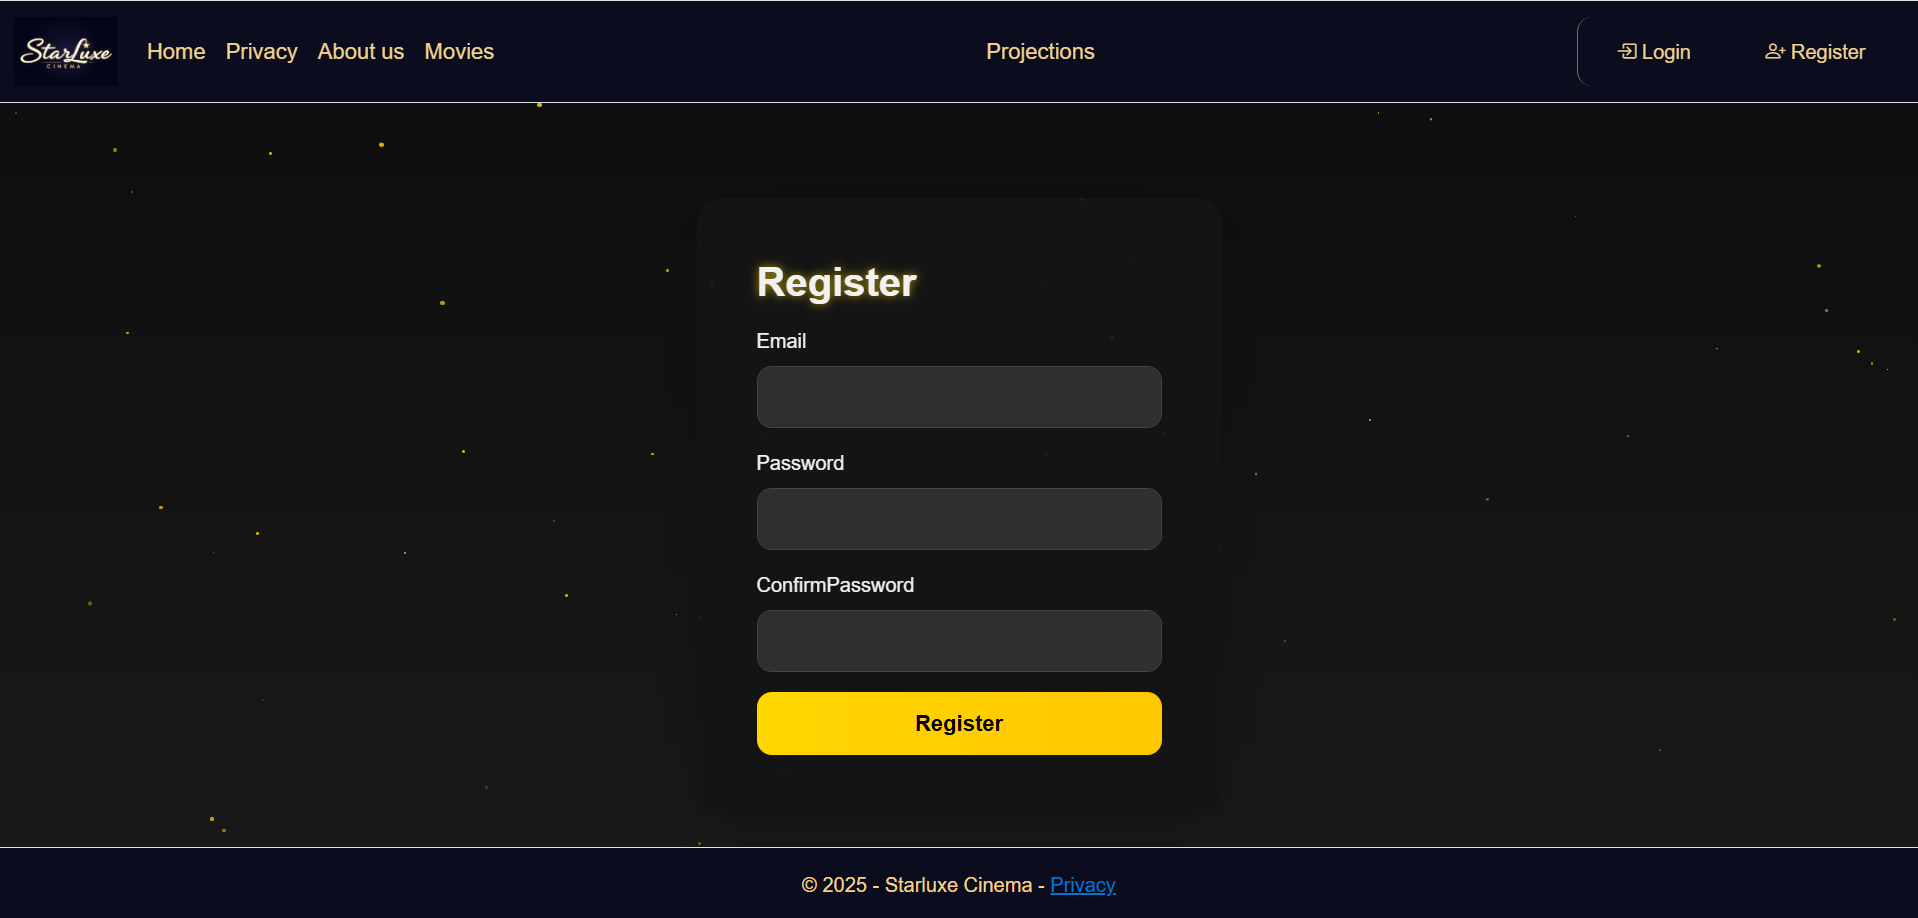 StarLuxe
CINEMA
Home Privacy About us Movies Projections Login Register
Register
Email
Password
ConfirmPassword
Register
© 2025 - Starluxe Cinema - Privacy